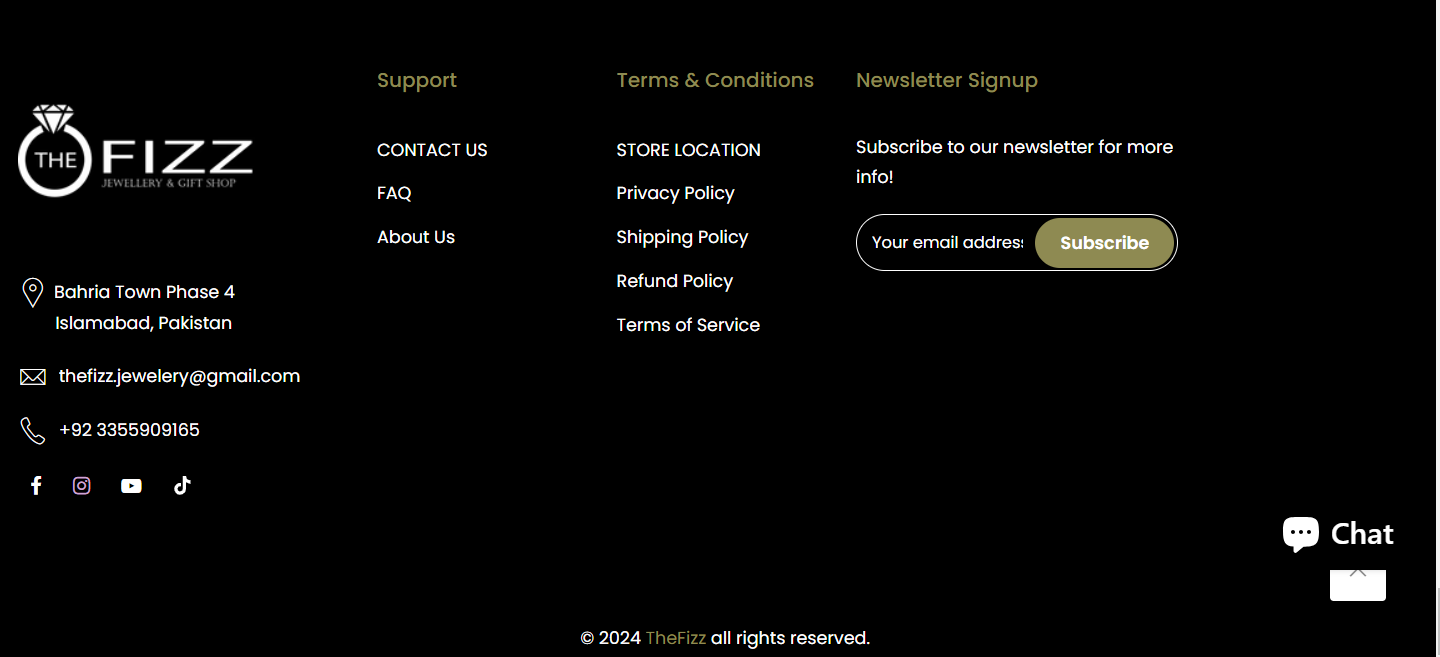 THE FIZZ
JEWELLERY & GIFT SHOP
Bahria Town Phase 4
Islamabad, Pakistan
thefizz.jewelery@gmail.com
+92 3355909165
Support
CONTACT US
FAQ
About Us
Terms & Conditions
STORE LOCATION
Privacy Policy
Shipping Policy
Refund Policy
Terms of Service
Newsletter Signup
Subscribe to our newsletter for more
info!
Your email address Subscribe
Chat
© 2024 TheFizz all rights reserved.